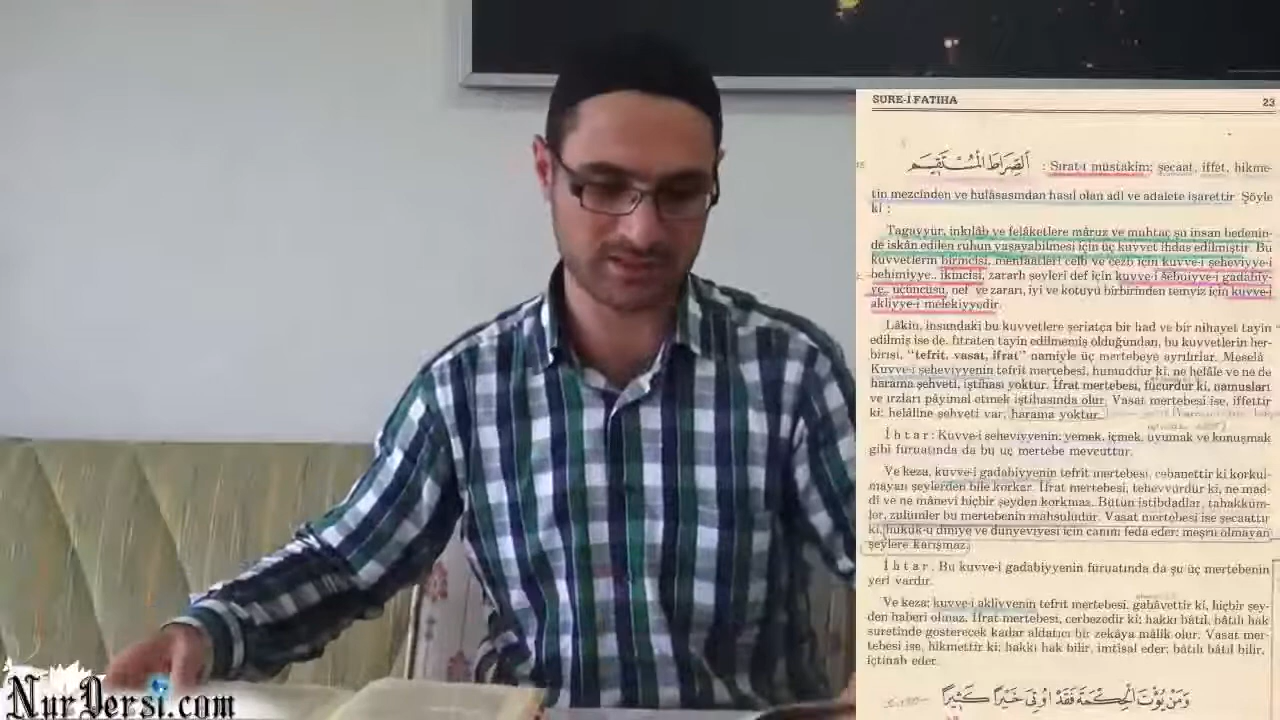 SURE-İ FATİHA 23
اَلصِّرَاطَ الْمُسْتَقِيمَ : Sırat-ı müstakim; şecaat, iffet, hikme-
tin mezcinden ve hulâsasından hasıl olan adl ve adalete işarettir. Şöyle
ki :
Tagayyür, inkılâb ve felâketlere mâruz ve muhtaç şu insan bedenin-
de iskân edilen ruhun yaşayabilmesi için üç kuvvet ihdas edilmiştir. Bu
kuvvetlerin birincisi, menfaatleri celb ve cezb için kuvve-i şeheviyye-i
behimiyye.. ikincisi, zararlı şeyleri def için kuvve-i sebuiyye-i gadabiy-
ye.. üçüncüsü, nef' ve zararı, iyi ve kötüyü birbirinden temyiz için kuvve-i
akliyye-i melekiyyedir.
Lâkin, insandaki bu kuvvetlere şeriatça bir had ve bir nihayet tayin
edilmiş ise de, fıtraten tayin edilmemiş olduğundan, bu kuvvetlerin her-
birisi, "tefrit, vasat, ifrat" namiyle üç mertebeye ayrılırlar. Meselâ
Kuvve-i şeheviyyenin tefrit mertebesi, humuddur ki, ne helâle ve ne de
harama şehveti, iştihası yoktur. İfrat mertebesi, fücurdur ki, namusları
ve ırzları pâyimal etmek iştihasında olur. Vasat mertebesi ise, iffettir
ki; helâline şehveti var, harama yoktur.
İhtar: Kuvve-i şeheviyyenin; yemek, içmek, uyumak ve konuşmak
gibi füruatında da bu üç mertebe mevcuttur.
Ve keza, kuvve-i gadabiyyenin tefrit mertebesi, cebanettir ki korkul-
mayan şeylerden bile korkar. İfrat mertebesi, tehevvürdür ki, ne mad-
dî ve ne mânevî hiçbir şeyden korkmaz. Bütün istibdadlar, tahakküm-
ler, zulümler bu mertebenin mahsulüdür. Vasat mertebesi ise şecaattır
ki, hukuk-u diniye ve dünyeviyesi için canını feda eder; meşru olmayan
şeylere karışmaz.
İhtar. Bu kuvve-i gadabiyyenin füruatında da şu üç mertebenin
yeri vardır.
Ve keza; kuvve-i akliyyenin tefrit mertebesi, gabâvettir ki, hiçbir şey-
den haberi olmaz. İfrat mertebesi, cerbezedir ki; hakkı bâtıl, bâtılı hak
suretinde gösterecek kadar aldatıcı bir zekâya mâlik olur. Vasat mer-
tebesi ise, hikmettir ki; hakkı hak bilir, imtisal eder; bâtılı bâtıl bilir,
içtinab eder.
وَمَنْ يُؤْتَ الْحِكْمَةَ فَقَدْ اُوتِىَ خَيْرًا كَثِيرًا
NurDersi.com